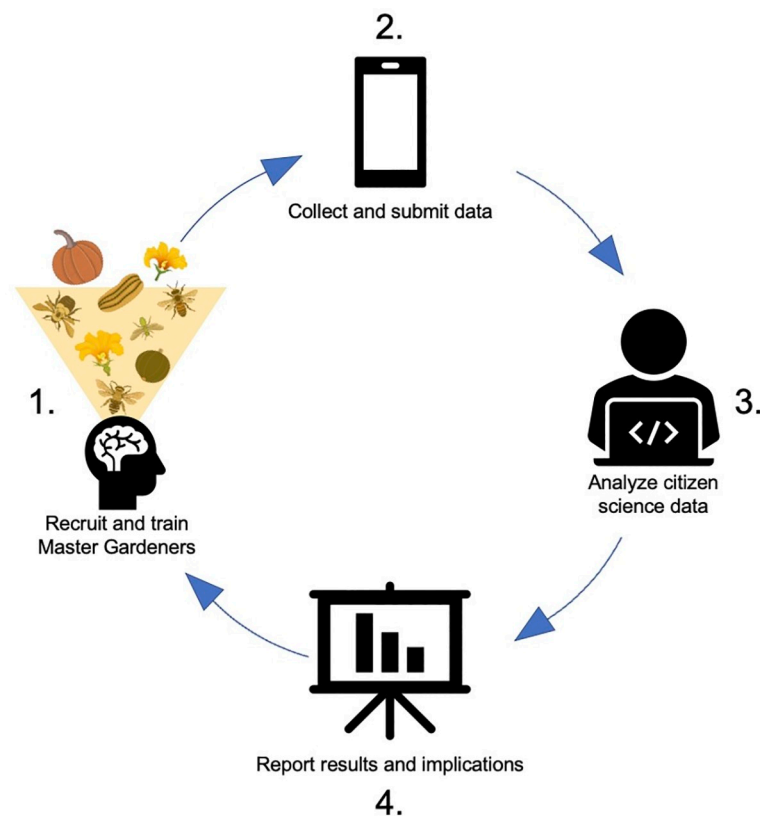 1.
Recruit and train
Master Gardeners
2.
Collect and submit data
3.
</>
Analyze citizen
science data
Report results and implications
4.